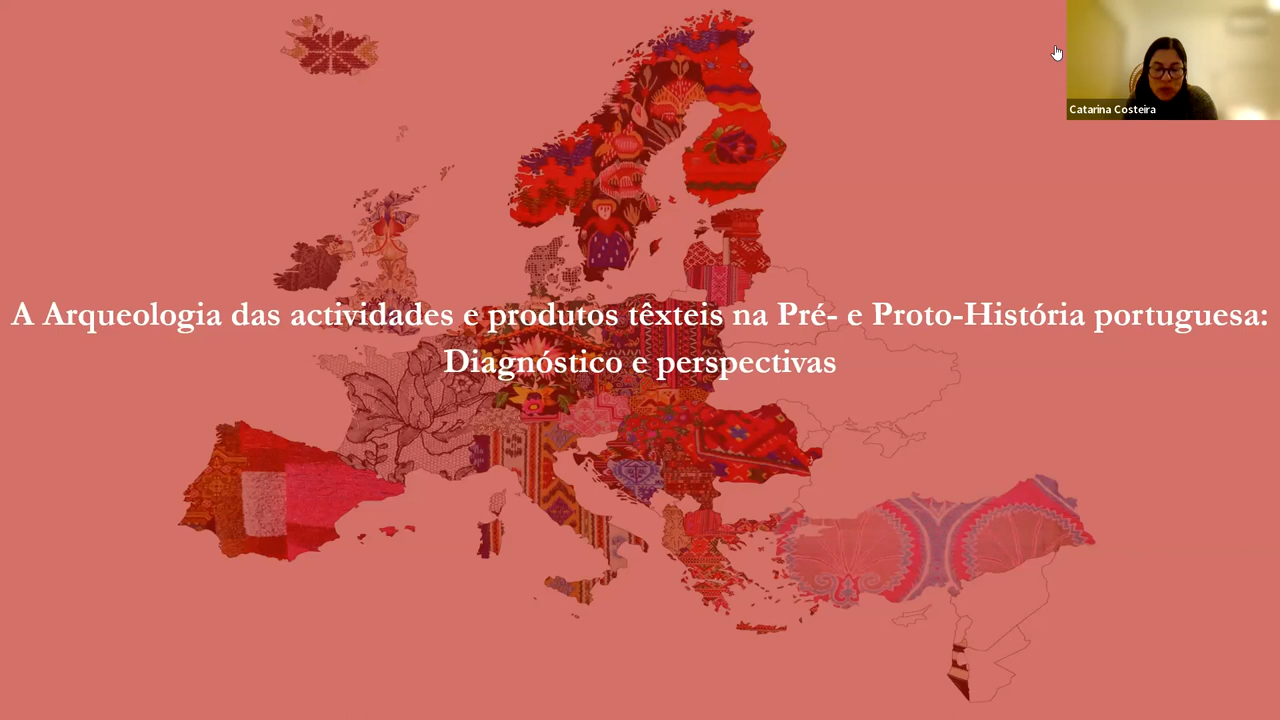 Catarina Costeira
A Arqueologia das actividades e produtos têxteis na Pré- e Proto-História portuguesa:
Diagnóstico e perspectivas